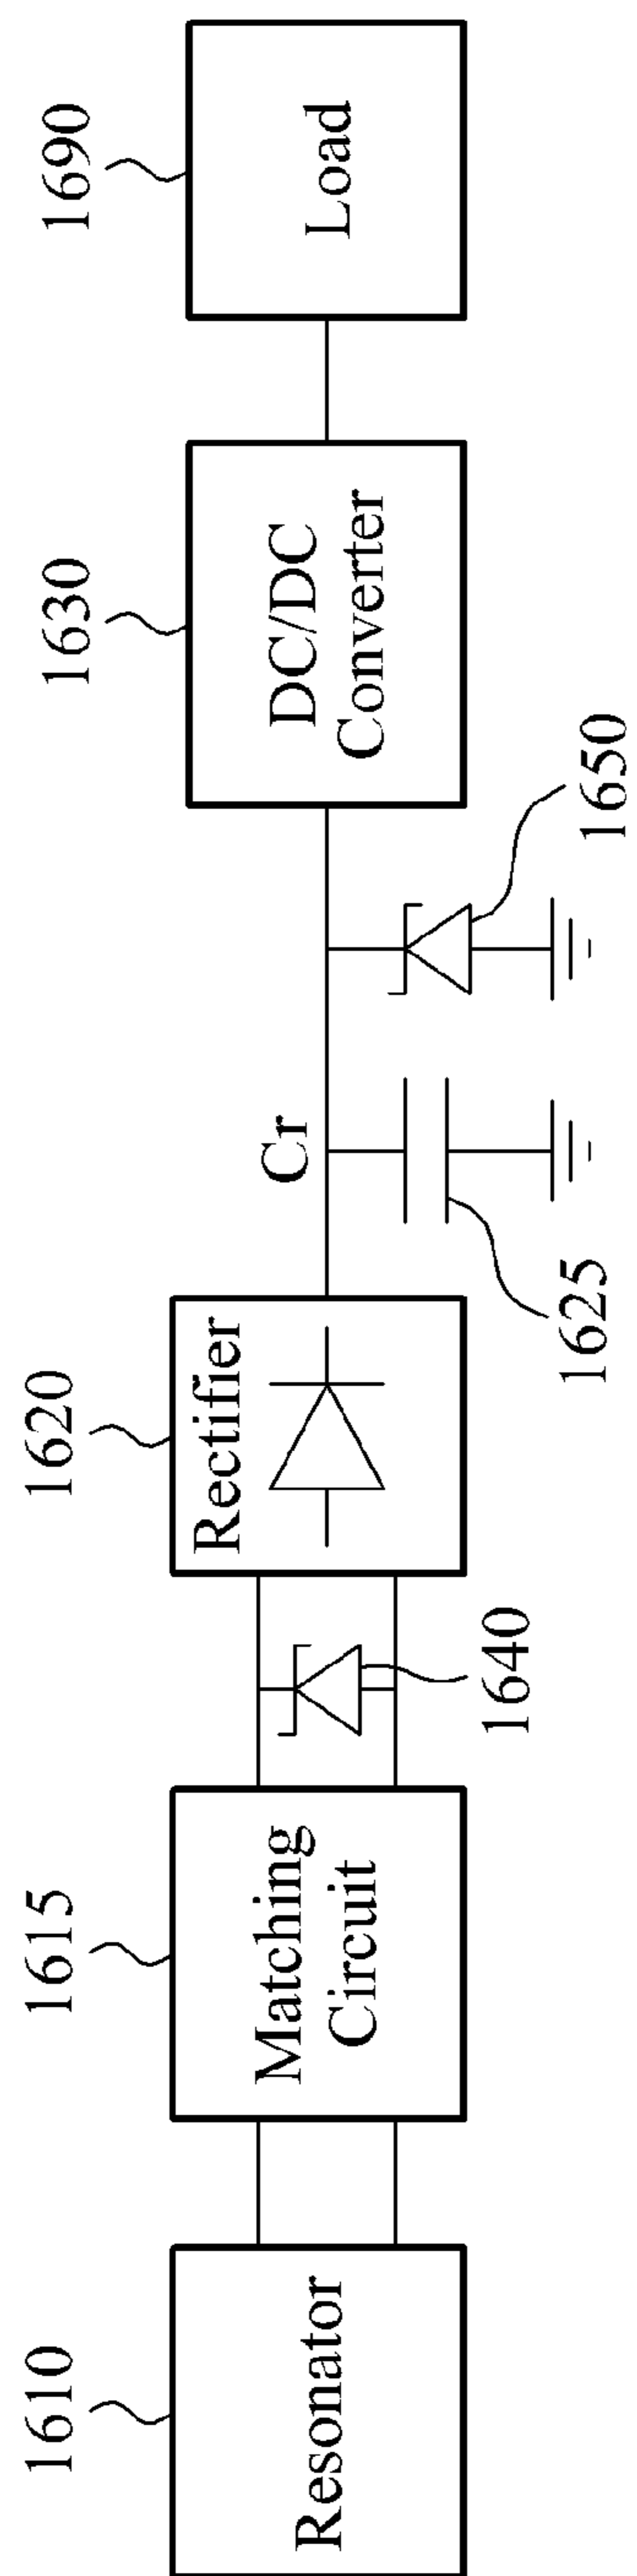 1610
1615
1620
1630
1690
Resonator
Matching
Circuit
Rectifier
Cr
DC/DC
Converter
Load
1640
1625
1650